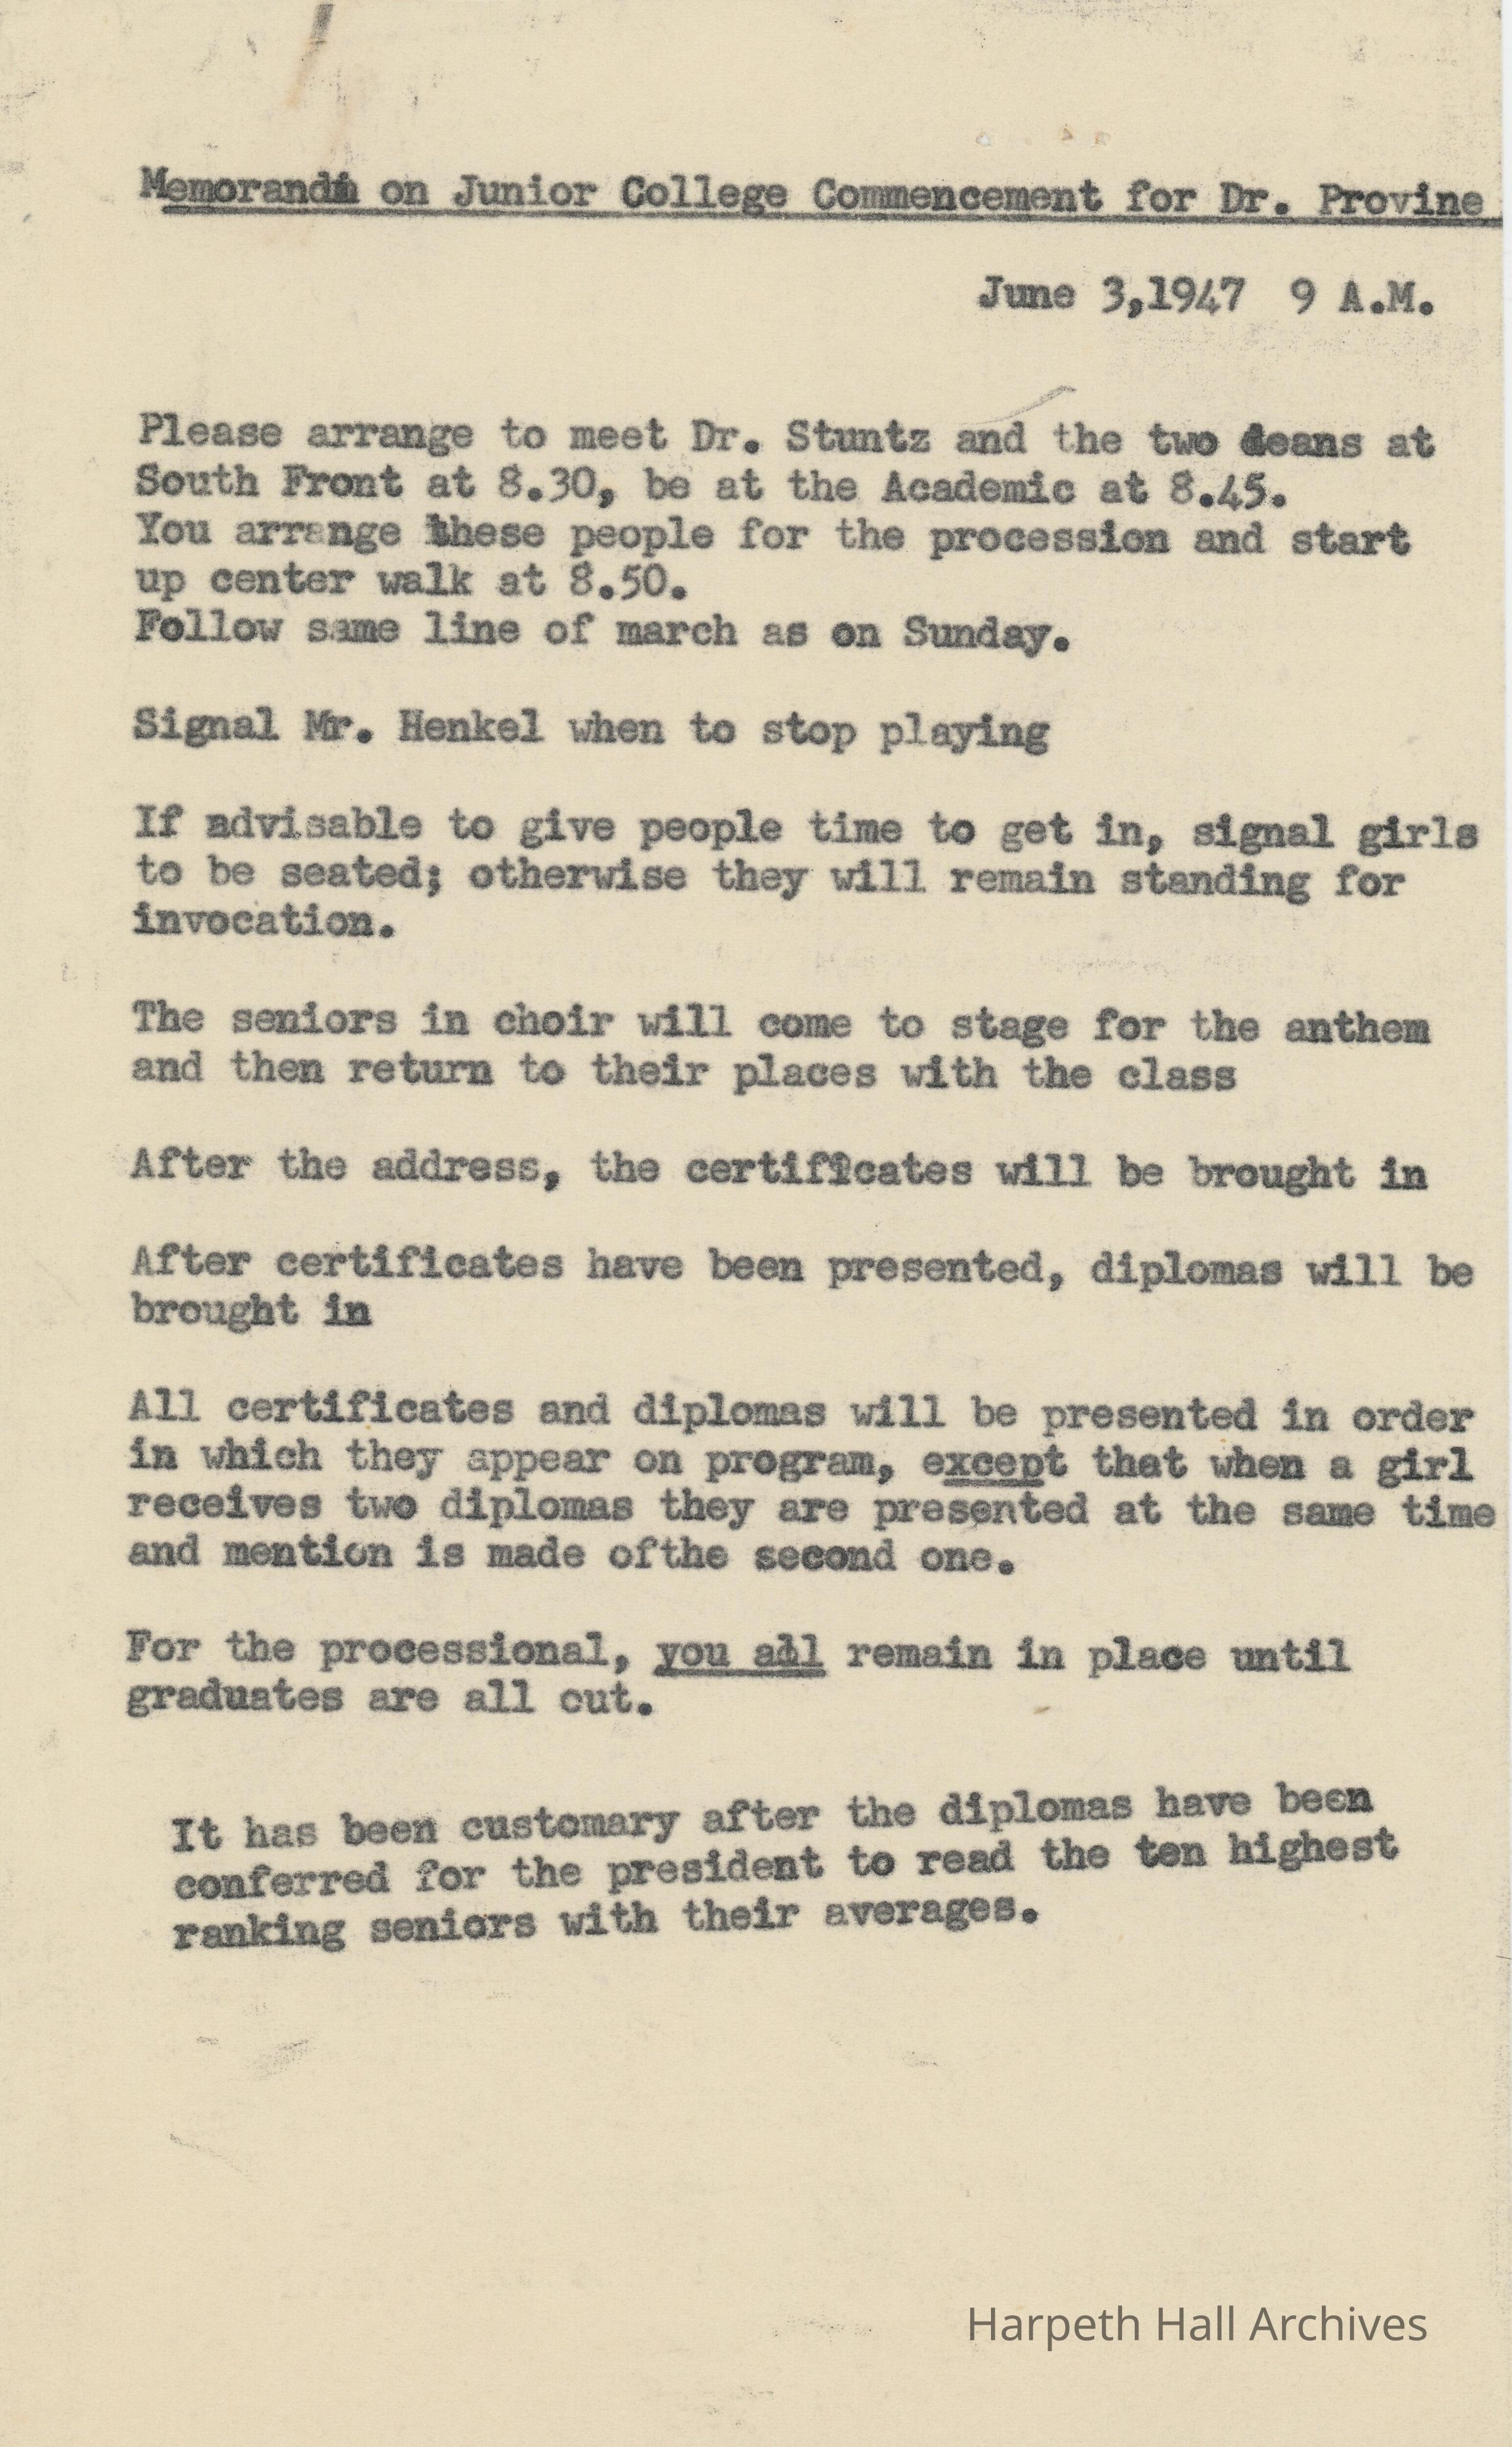 Memoranda on Junior College Commencement for Dr. Provine
June 3,1947  9 A.M.
Please arrange to meet Dr. Stuntz and the two deans at
South Front at 8.30, be at the Academic at 8.45.
You arrange these people for the procession and start
up center walk at 8.50.
Follow same line of march as on Sunday.
Signal Mr. Henkel when to stop playing
If advisable to give people time to get in, signal girls
to be seated; otherwise they will remain standing for
invocation.
The seniors in choir will come to stage for the anthem
and then return to their places with the class
After the address, the certificates will be brought in
After certificates have been presented, diplomas will be
brought in
All certificates and diplomas will be presented in order
in which they appear on program, except that when a girl
receives two diplomas they are presented at the same time
and mention is made ofthe second one.
For the processional, you all remain in place until
graduates are all out.
It has been customary after the diplomas have been
conferred for the president to read the ten highest
ranking seniors with their averages.
Harpeth Hall Archives